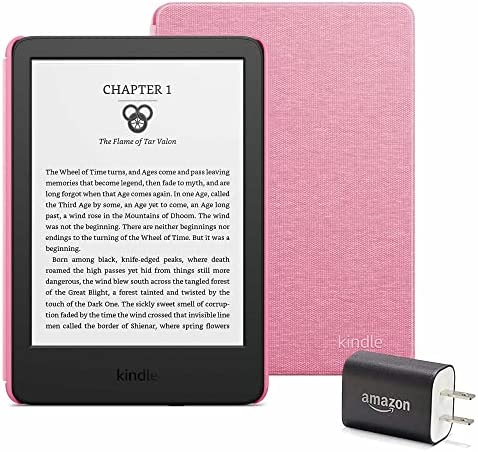 CHAPTER 1
The Flame of Tar Valon
The Wheel of Time turns, and Ages come and pass leaving
memories that become legend, then fade to myth, and are
long forgot when that Age comes again. In one Age, called
the Third Age by some, an Age yet to come, an Age long
past, a wind rose in the Mountains of Dhoom. The wind
was not the beginning. There are neither beginnings nor
endings to the turning of the Wheel of Time. But it was a
beginning.
Born among black, knife-edged peaks, where death
roamed the high passes yet hid from things still more
dangerous, the wind blew south across the tangled forest
of the Great Blight, a forest tainted and twisted by the
touch of the Dark One. The sickly sweet smell of corrup-
tion faded by the time the wind crossed that invisible line
men called the border of Shienar, where spring flowers
kindle
kindle
amazon